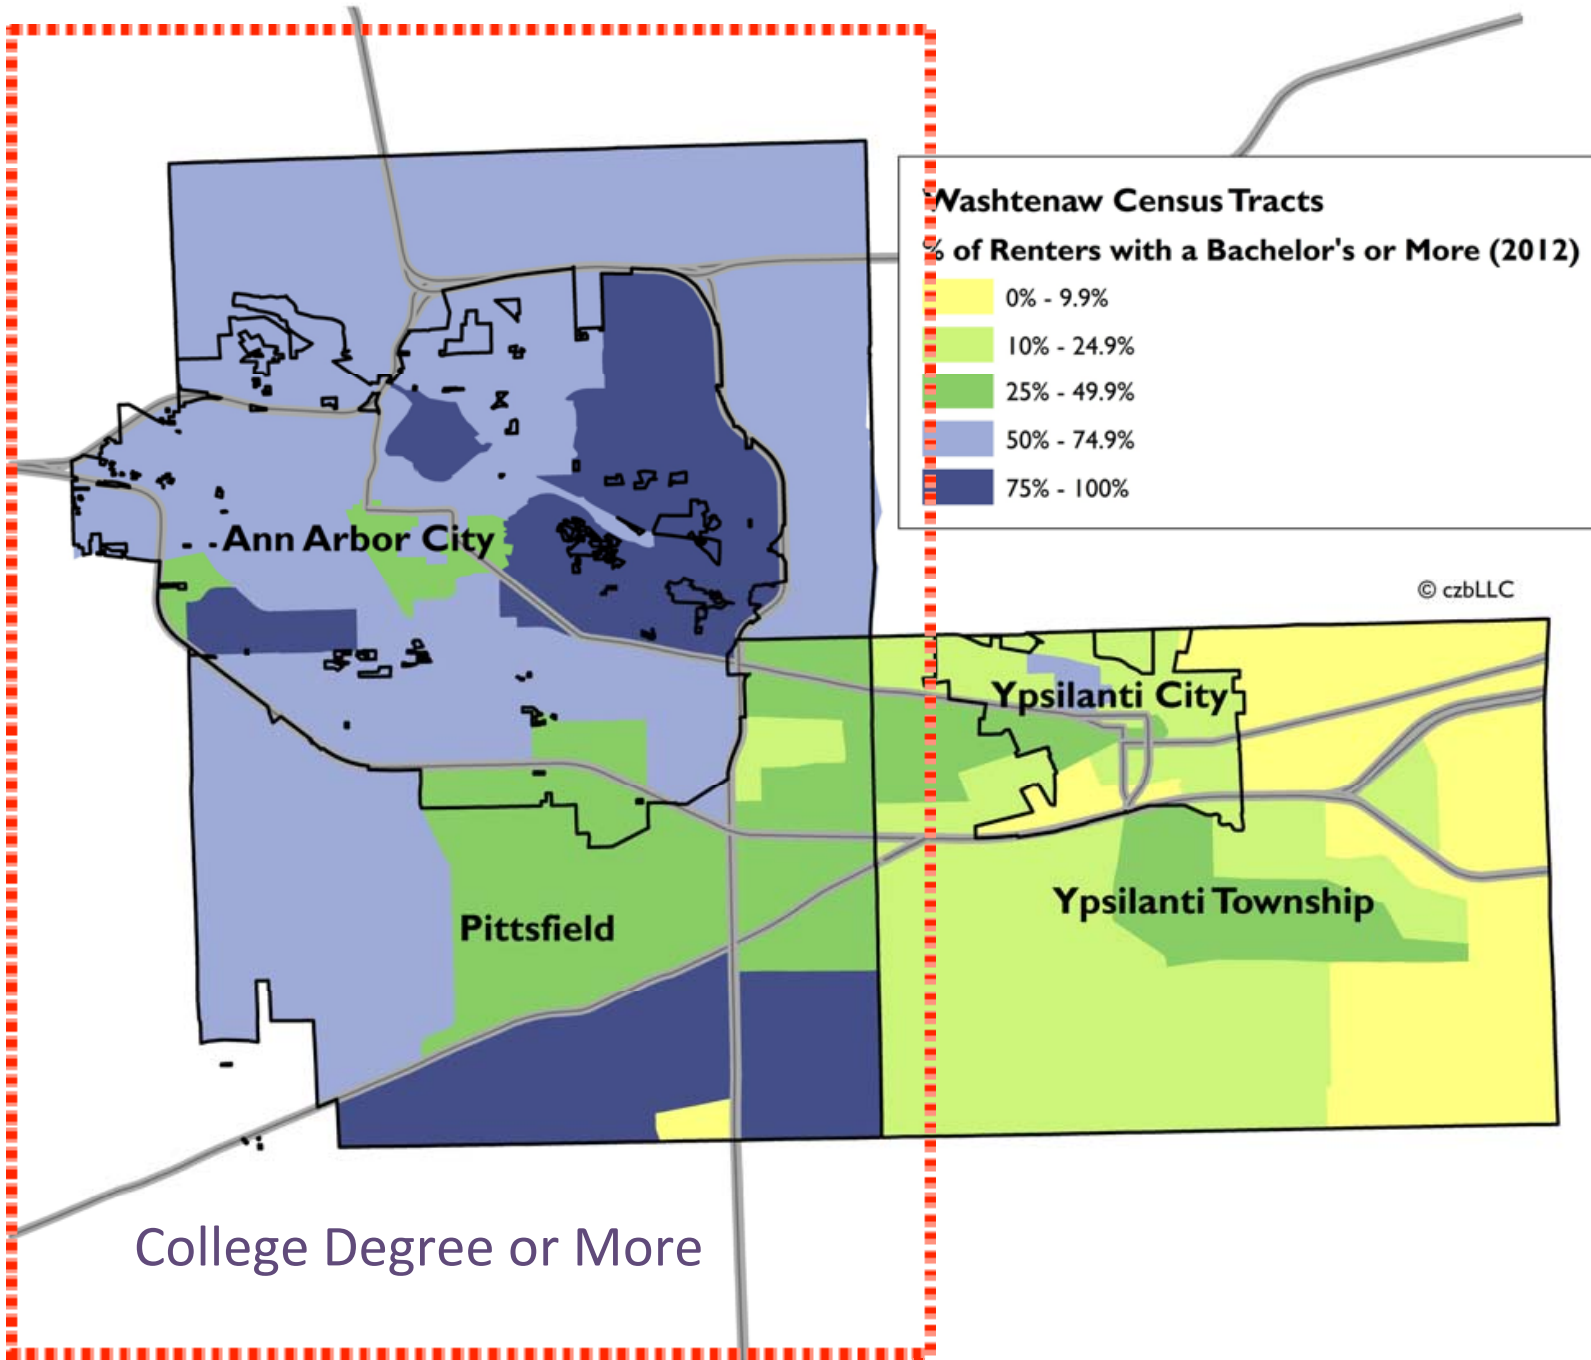 Washtenaw Census Tracts
% of Renters with a Bachelor's or More (2012)
0% - 9.9%
10% - 24.9%
25% - 49.9%
50% - 74.9%
75% - 100%
© czbLLC
Ann Arbor City
Ypsilanti City
Ypsilanti Township
Pittsfield
College Degree or More